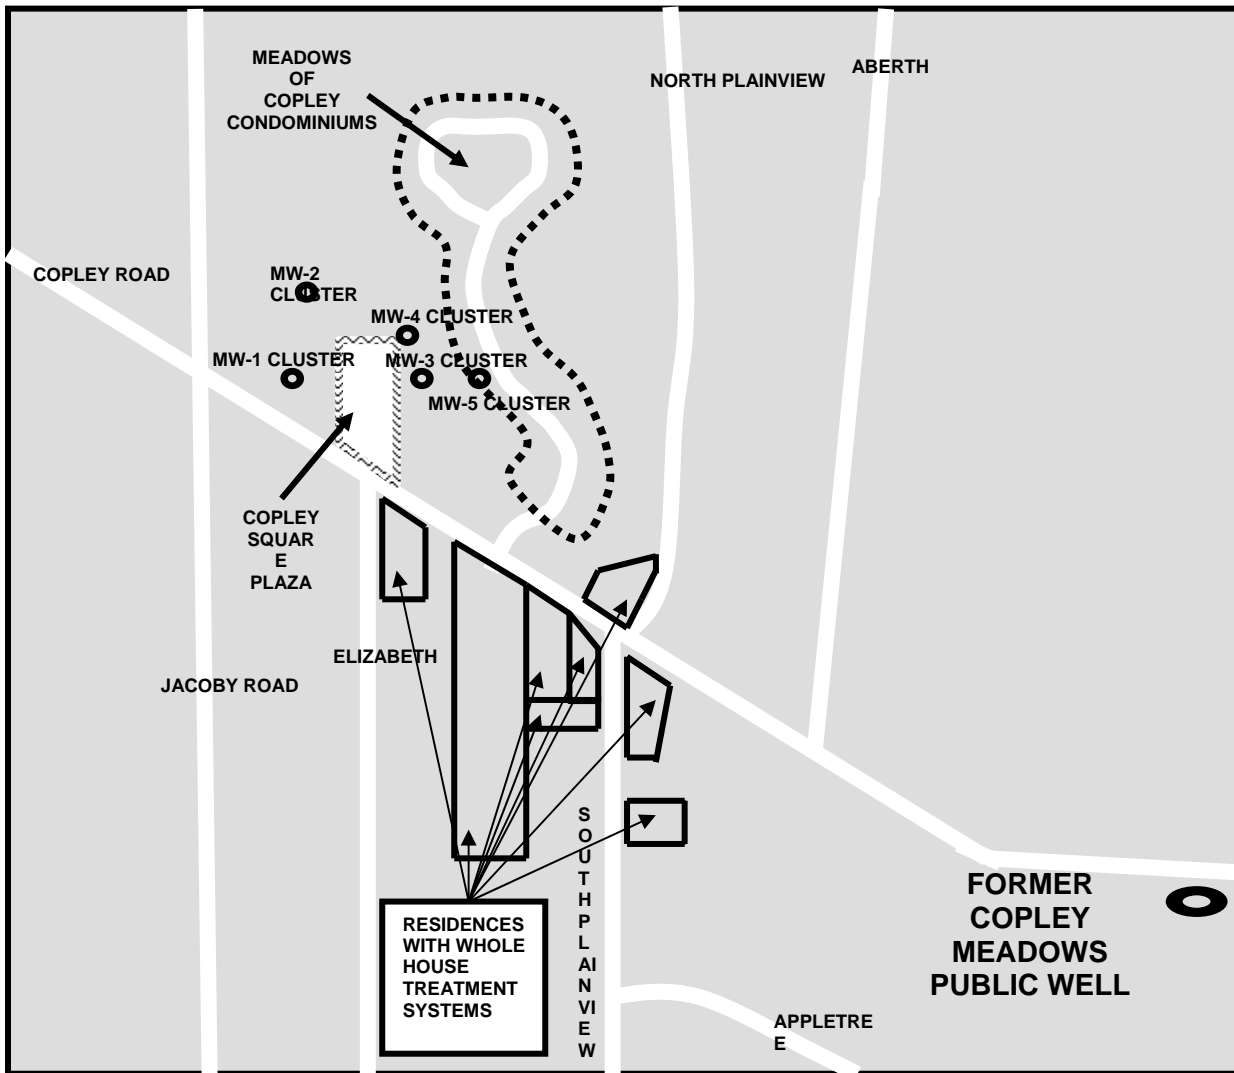 MEADOWS
OF
COPLEY
CONDOMINIUMS
NORTH PLAINVIEW
ABERTH
COPLEY ROAD
MW-2
CLUSTER
MW-4 CLUSTER
MW-1 CLUSTER
MW-3 CLUSTER
MW-5 CLUSTER
COPLEY
SQUAR
E
PLAZA
ELIZABETH
JACOBY ROAD
S
O
U
T
H
P
L
AI
N
VI
E
W
FORMER
COPLEY
MEADOWS
PUBLIC WELL
RESIDENCES
WITH WHOLE
HOUSE
TREATMENT
SYSTEMS
APPLETRE
E